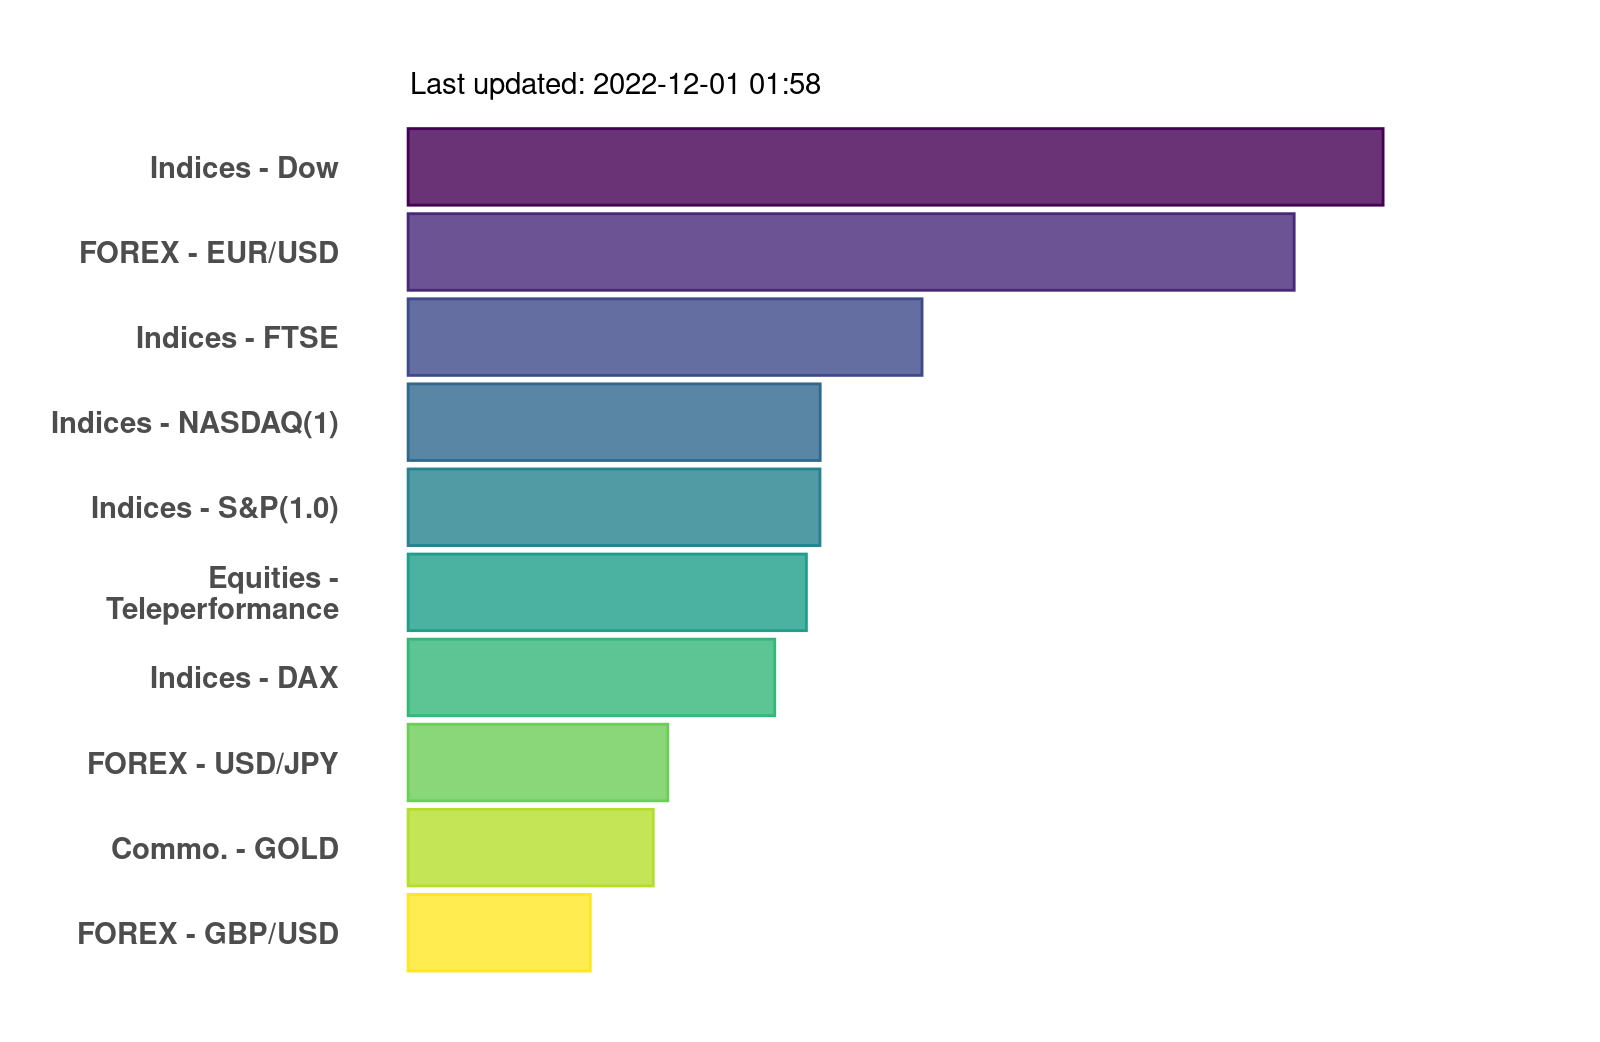 Last updated: 2022-12-01 01:58
Indices - Dow
FOREX - EUR/USD
Indices - FTSE
Indices - NASDAQ(1)
Indices - S&P(1.0)
Equities -
Teleperformance
Indices - DAX
FOREX - USD/JPY
Commo. - GOLD
FOREX - GBP/USD